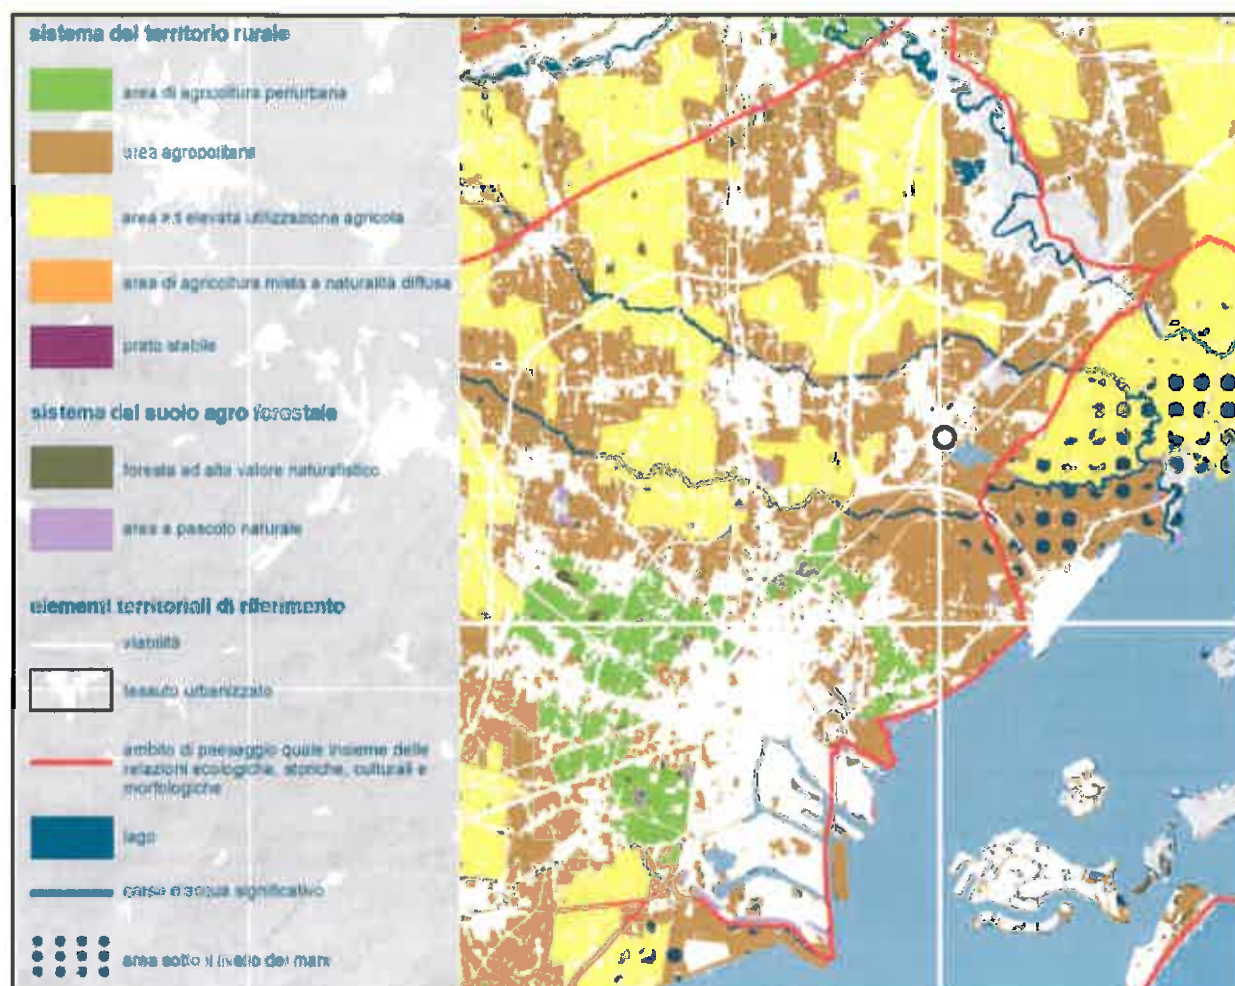 sistema del territorio rurale
area di agricoltura periurbana
area agropolitana
area ad elevata utilizzazione agricola
area di agricoltura mista a naturalità diffusa
prato stabile
sistema del suolo agro forestale
foresta ad alto valore naturalistico
area a pascolo naturale
elementi territoriali di riferimento
viabilità
tessuto urbanizzato
ambito di paesaggio quale insieme delle
relazioni ecologiche, storiche, culturali e
morfologiche
lago
corso d'acqua significativo
area sotto il livello del mare